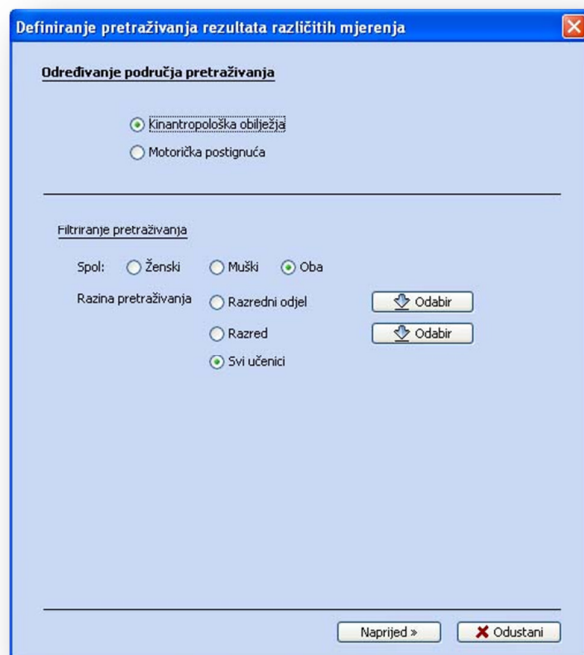 Definiranje pretraživanja rezultata različitih mjerenja
Određivanje područja pretraživanja
Kinantropološka obilježja
Motorička postignuća
Filtriranje pretraživanja
Spol: Ženski Muški Oba
Razina pretraživanja Razredni odjel Odabir
Razred Odabir
Svi učenici
Naprijed » Odustani